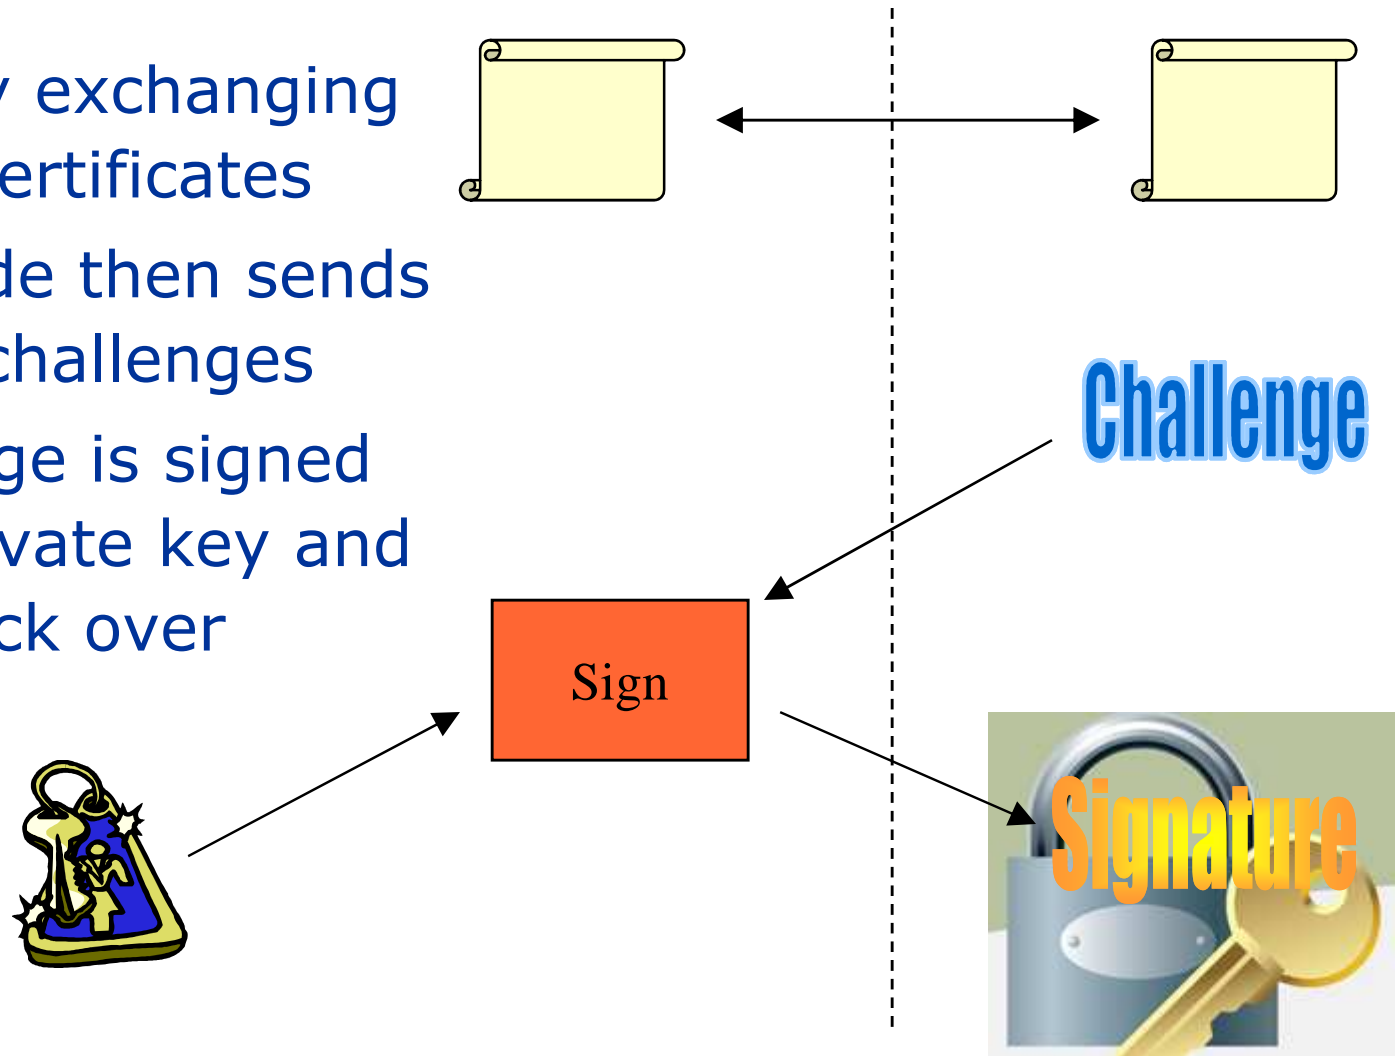 y exchanging
ertificates
de then sends
challenges
ge is signed
vate key and
ck over
Challenge
Sign
Signature